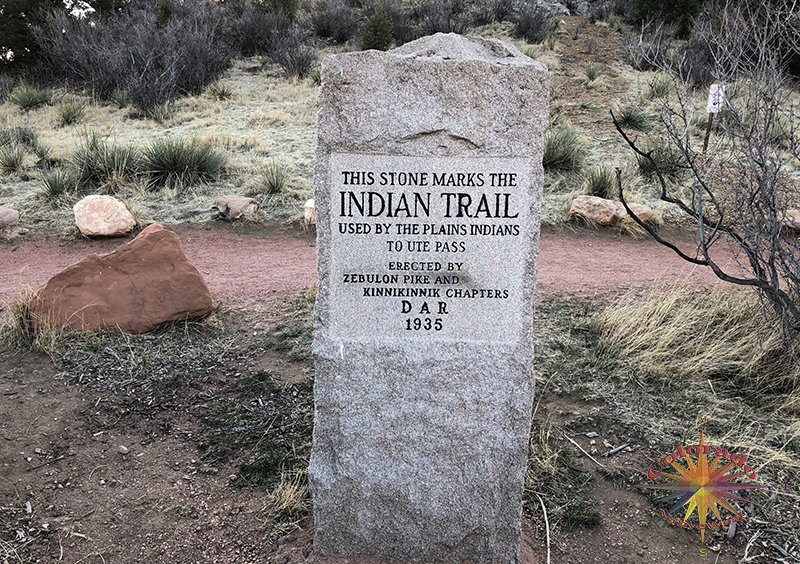 THIS STONE MARKS THE
INDIAN TRAIL
USED BY THE PLAINS INDIANS
TO UTE PASS
ERECTED BY
ZEBULON PIKE AND
KINNIKINNIK CHAPTERS
D A R
1935
Colorado
S